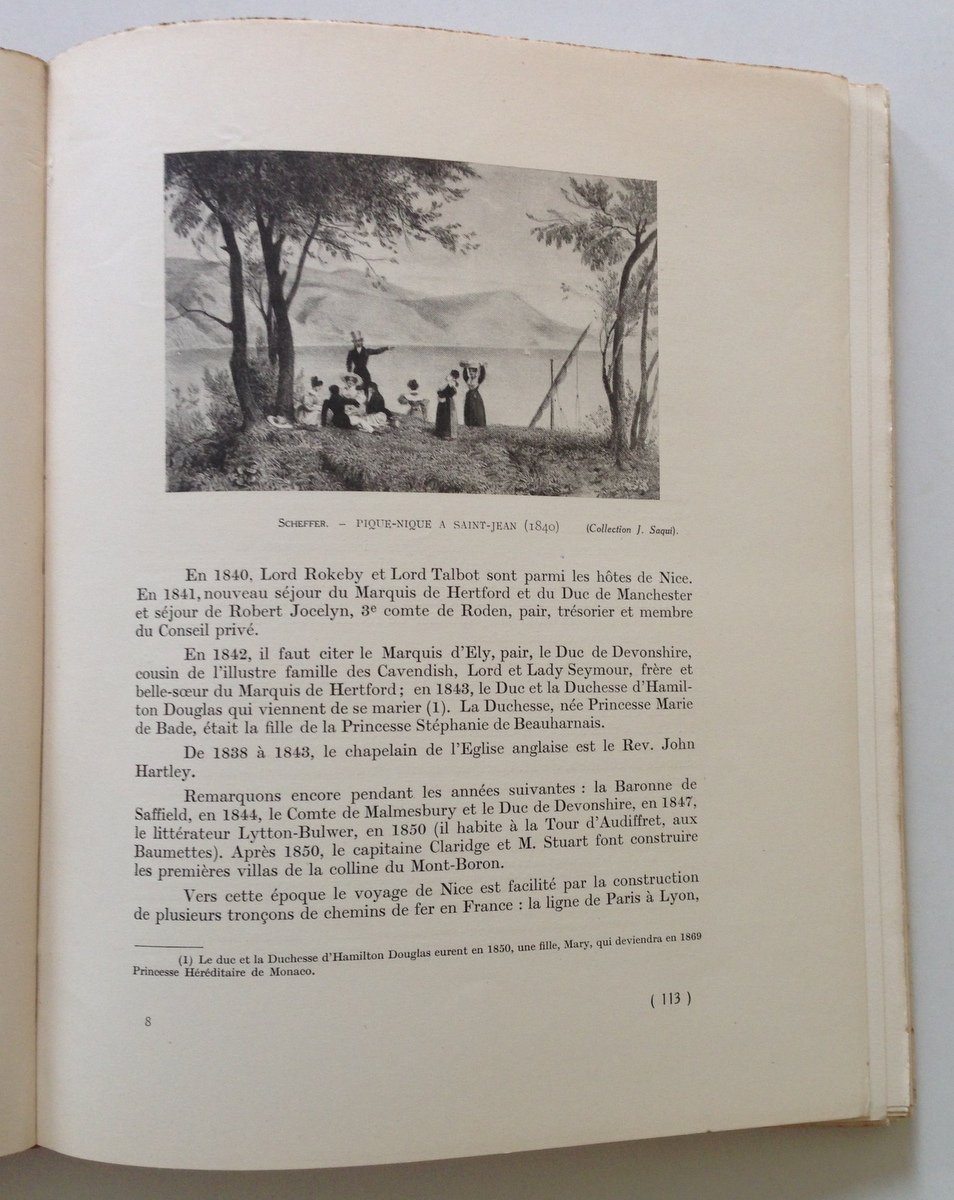 SCHEFFER. – PIQUE-NIQUE A SAINT-JEAN (1840) (Collection J. Saqui).
En 1840, Lord Rokeby et Lord Talbot sont parmi les hôtes de Nice.
En 1841, nouveau séjour du Marquis de Hertford et du Duc de Manchester
et séjour de Robert Jocelyn, 3e comte de Roden, pair, trésorier et membre
du Conseil privé.
En 1842, il faut citer le Marquis d'Ely, pair, le Duc de Devonshire,
cousin de l'illustre famille des Cavendish, Lord et Lady Seymour, frère et
belle-sœur du Marquis de Hertford; en 1843, le Duc et la Duchesse d'Hamil-
ton Douglas qui viennent de se marier (1). La Duchesse, née Princesse Marie
de Bade, était la fille de la Princesse Stéphanie de Beauharnais.
De 1838 à 1843, le chapelain de l'Eglise anglaise est le Rev. John
Hartley.
Remarquons encore pendant les années suivantes : la Baronne de
Saffield, en 1844, le Comte de Malmesbury et le Duc de Devonshire, en 1847,
le littérateur Lytton-Bulwer, en 1850 (il habite à la Tour d'Audiffret, aux
Baumettes). Après 1850, le capitaine Claridge et M. Stuart font construire
les premières villas de la colline du Mont-Boron.
Vers cette époque le voyage de Nice est facilité par la construction
de plusieurs tronçons de chemins de fer en France : la ligne de Paris à Lyon,
(1) Le duc et la Duchesse d'Hamilton Douglas eurent en 1850, une fille, Mary, qui deviendra en 1869
Princesse Héréditaire de Monaco.
( 113 )
8